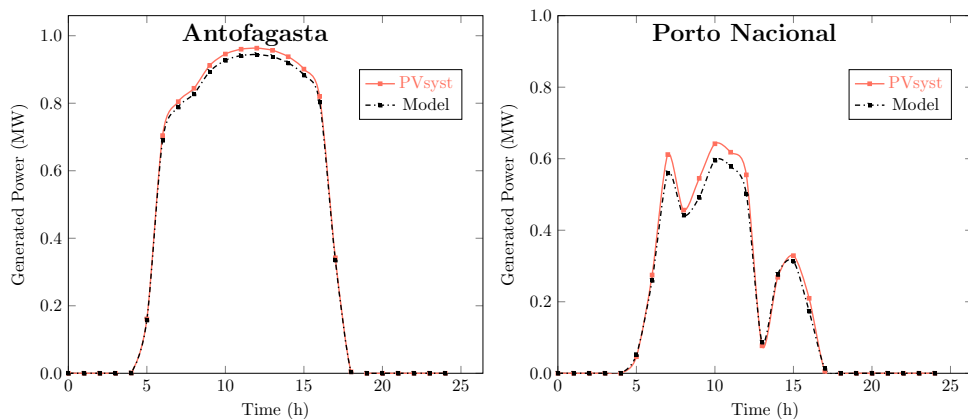 Antofagasta
1.0
0.8
0.6
0.4
0.2
0.0
Generated Power (MW)
PVsyst
Model
0 5 10 15 20 25
Time (h)
Porto Nacional
1.0
0.8
0.6
0.4
0.2
0.0
Generated Power (MW)
PVsyst
Model
0 5 10 15 20 25
Time (h)